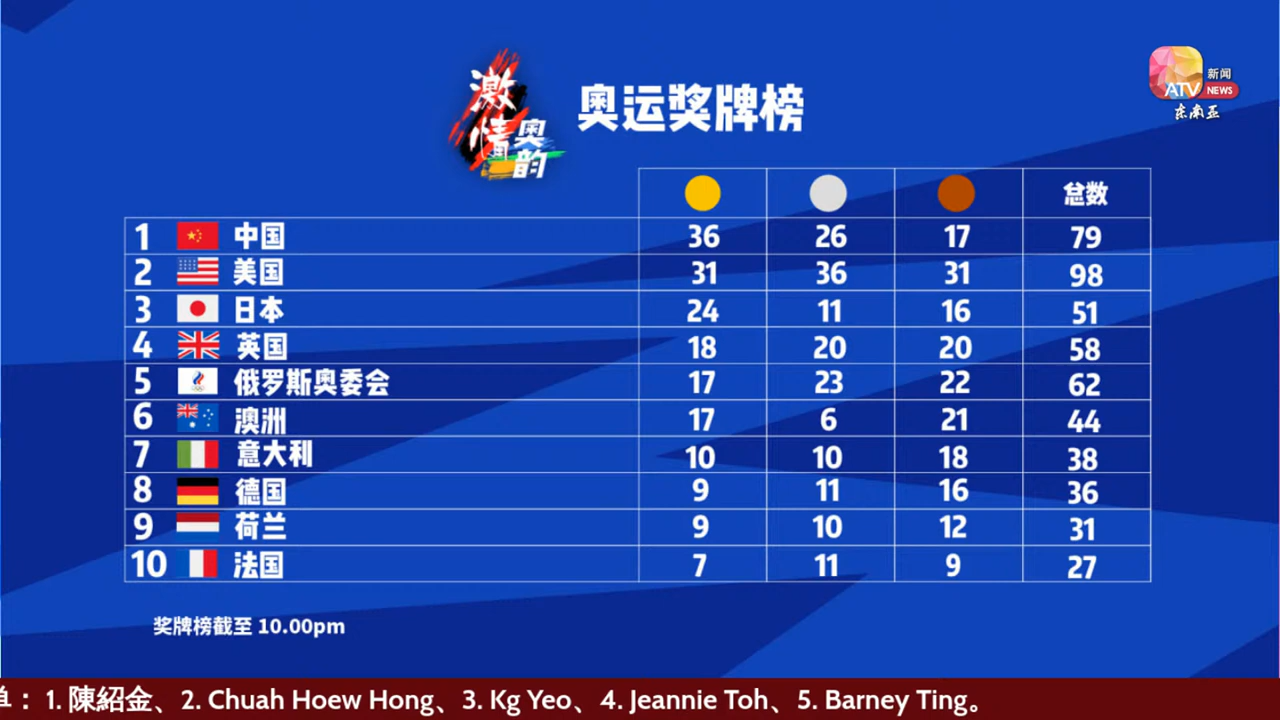 激情
奥韵
奥运奖牌榜
ATV 新闻 NEWS
东南亚
总数
1 中国 36 26 17 79
2 美国 31 36 31 98
3 日本 24 11 16 51
4 英国 18 20 20 58
5 俄罗斯奥委会 17 23 22 62
6 澳洲 17 6 21 44
7 意大利 10 10 18 38
8 德国 9 11 16 36
9 荷兰 9 10 12 31
10 法国 7 11 9 27
奖牌榜截至 10.00pm
单：1. 陳紹金、2. Chuah Hoew Hong、3. Kg Yeo、4. Jeannie Toh、5. Barney Ting。